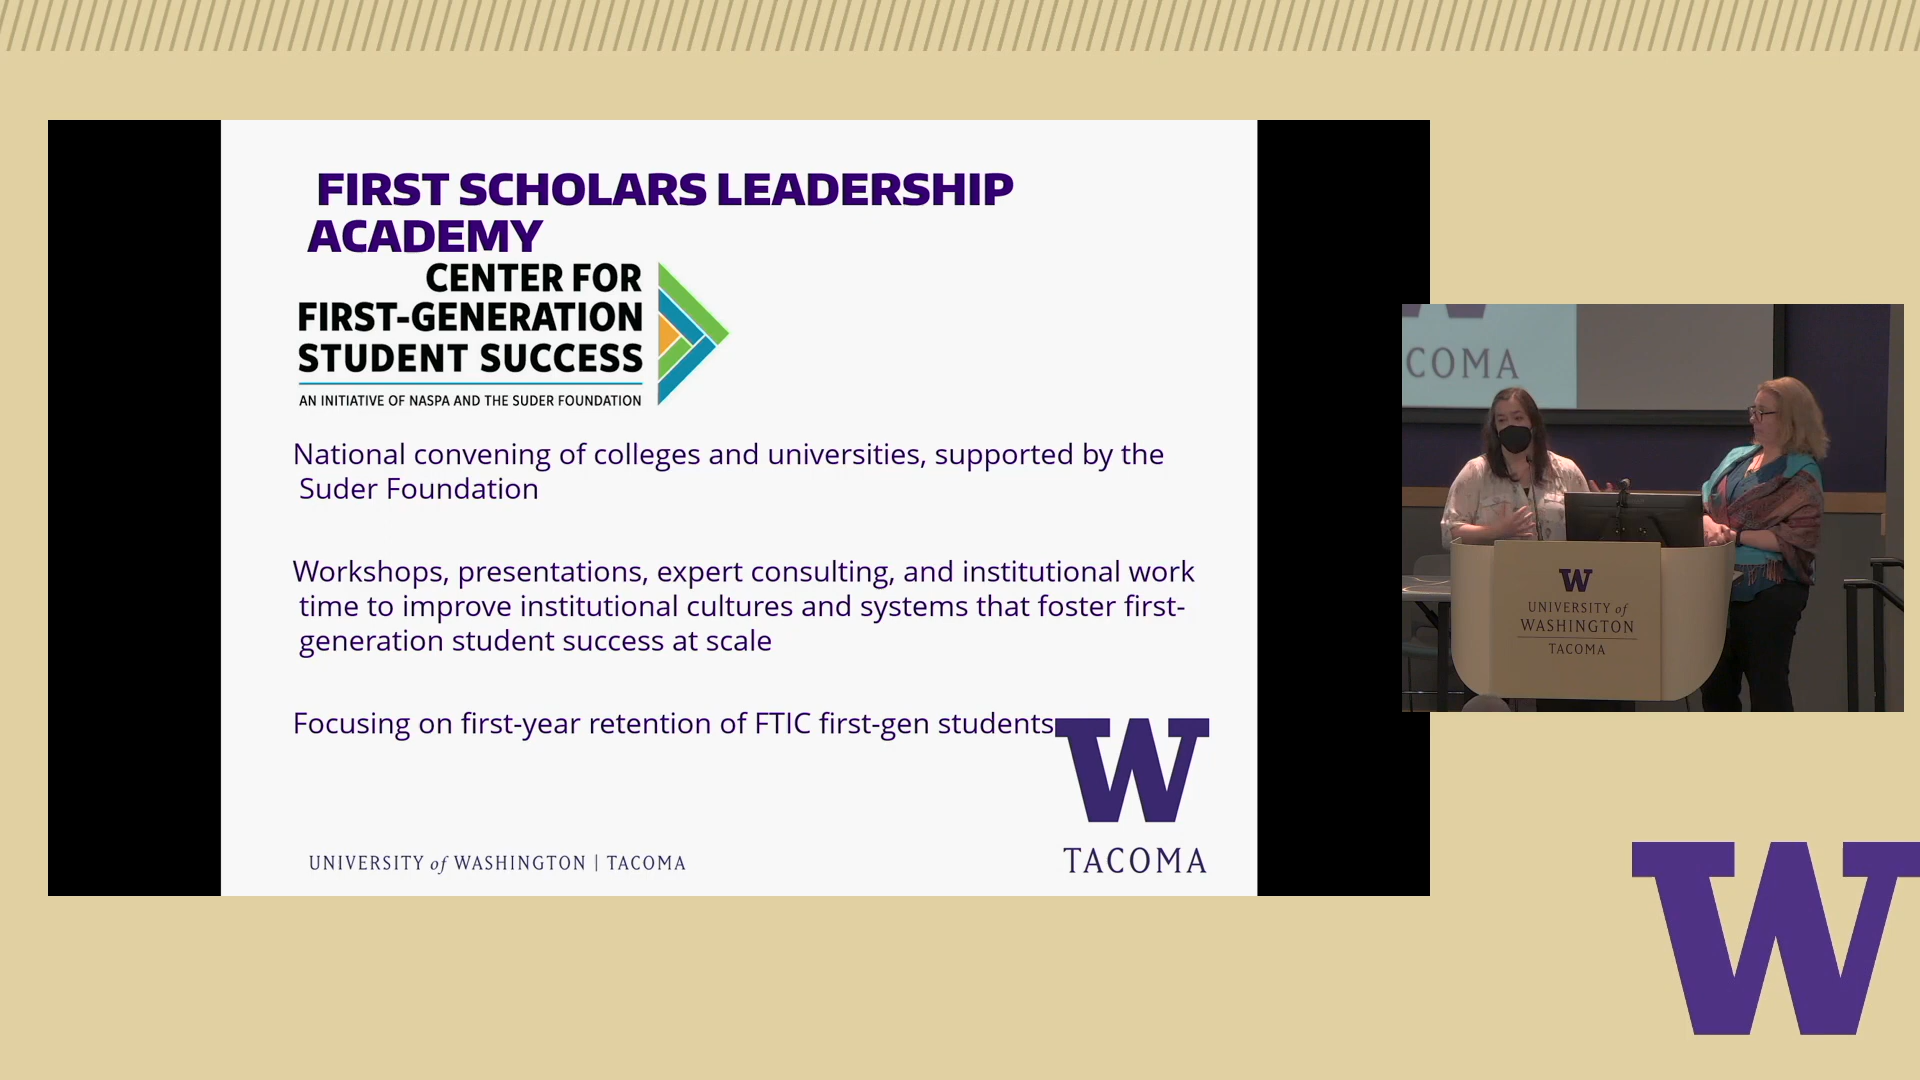 FIRST SCHOLARS LEADERSHIP
ACADEMY
CENTER FOR
FIRST-GENERATION
STUDENT SUCCESS
AN INITIATIVE OF NASPA AND THE SUDER FOUNDATION
National convening of colleges and universities, supported by the
Suder Foundation
Workshops, presentations, expert consulting, and institutional work
time to improve institutional cultures and systems that foster first-
generation student success at scale
Focusing on first-year retention of FTIC first-gen students
W
TACOMA
UNIVERSITY of WASHINGTON | TACOMA
COMA
W
UNIVERSITY of
WASHINGTON
TACOMA
W